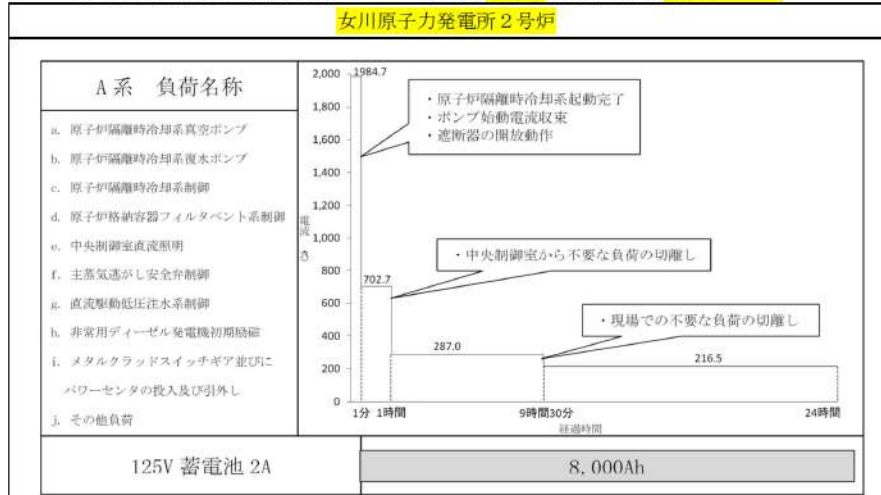 女川原子力発電所２号炉
A系　負荷名称
a. 原子炉隔離時冷却系真空ポンプ
b. 原子炉隔離時冷却系復水ポンプ
c. 原子炉隔離時冷却系制御
d. 原子炉格納容器フィルタベント系制御
e. 中央制御室直流照明
f. 主蒸気逃がし安全弁制御
g. 直流駆動低圧注水系制御
h. 非常用ディーゼル発電機初期励磁
i. メタルクラッドスイッチギア並びに
パワーセンタの投入及び引外し
j. その他負荷
2,000
1984.7
1,800
1,600
1,400
1,200
1,000
800
600
400
200
0
電流
・原子炉隔離時冷却系起動完了
・ポンプ始動電流収束
・遮断器の開放動作
・中央制御室から不要な負荷の切離し
702.7
・現場での不要な負荷の切離し
287.0
216.5
1分 1時間 9時間30分 24時間
経過時間
125V 蓄電池 2A
8,000Ah